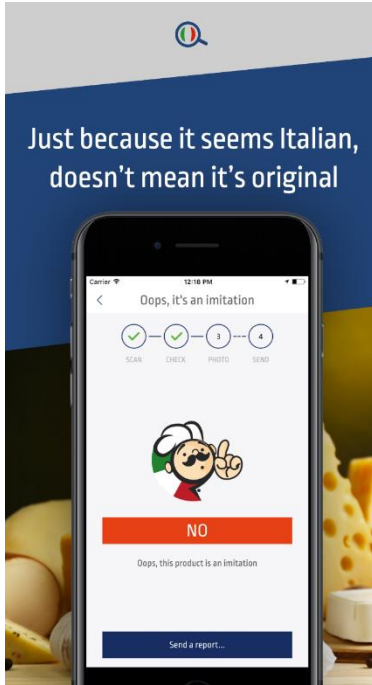 Just because it seems Italian,
doesn't mean it's original
Carrier 12:18 PM
Oops, it's an imitation
3 4
SCAN CHECK PHOTO SEND
NO
Oops, this product is an imitation
Send a report...